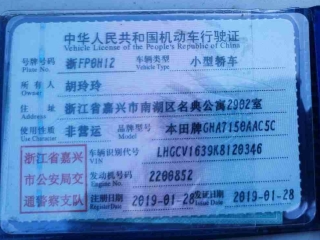 中华人民共和国机动车行驶证
Vehicle License of the People's Republic of China
号牌号码 浙FP0H12 车辆类型 小型轿车
Plate No. Vehicle Type
所有人 胡玲玲
Owner
住址 浙江省嘉兴市南湖区名典公寓2902室
Address
使用性质 非营运 品牌型号 本田牌GHA7150AAC5C
Use Character Model
浙江省嘉兴市公安局交通警察支队
车辆识别代号 LHGCV1639K8120346
VIN
发动机号码 2200852
Engine No.
注册日期 2019-01-28 发证日期 2019-01-28
Register Date Issue Date